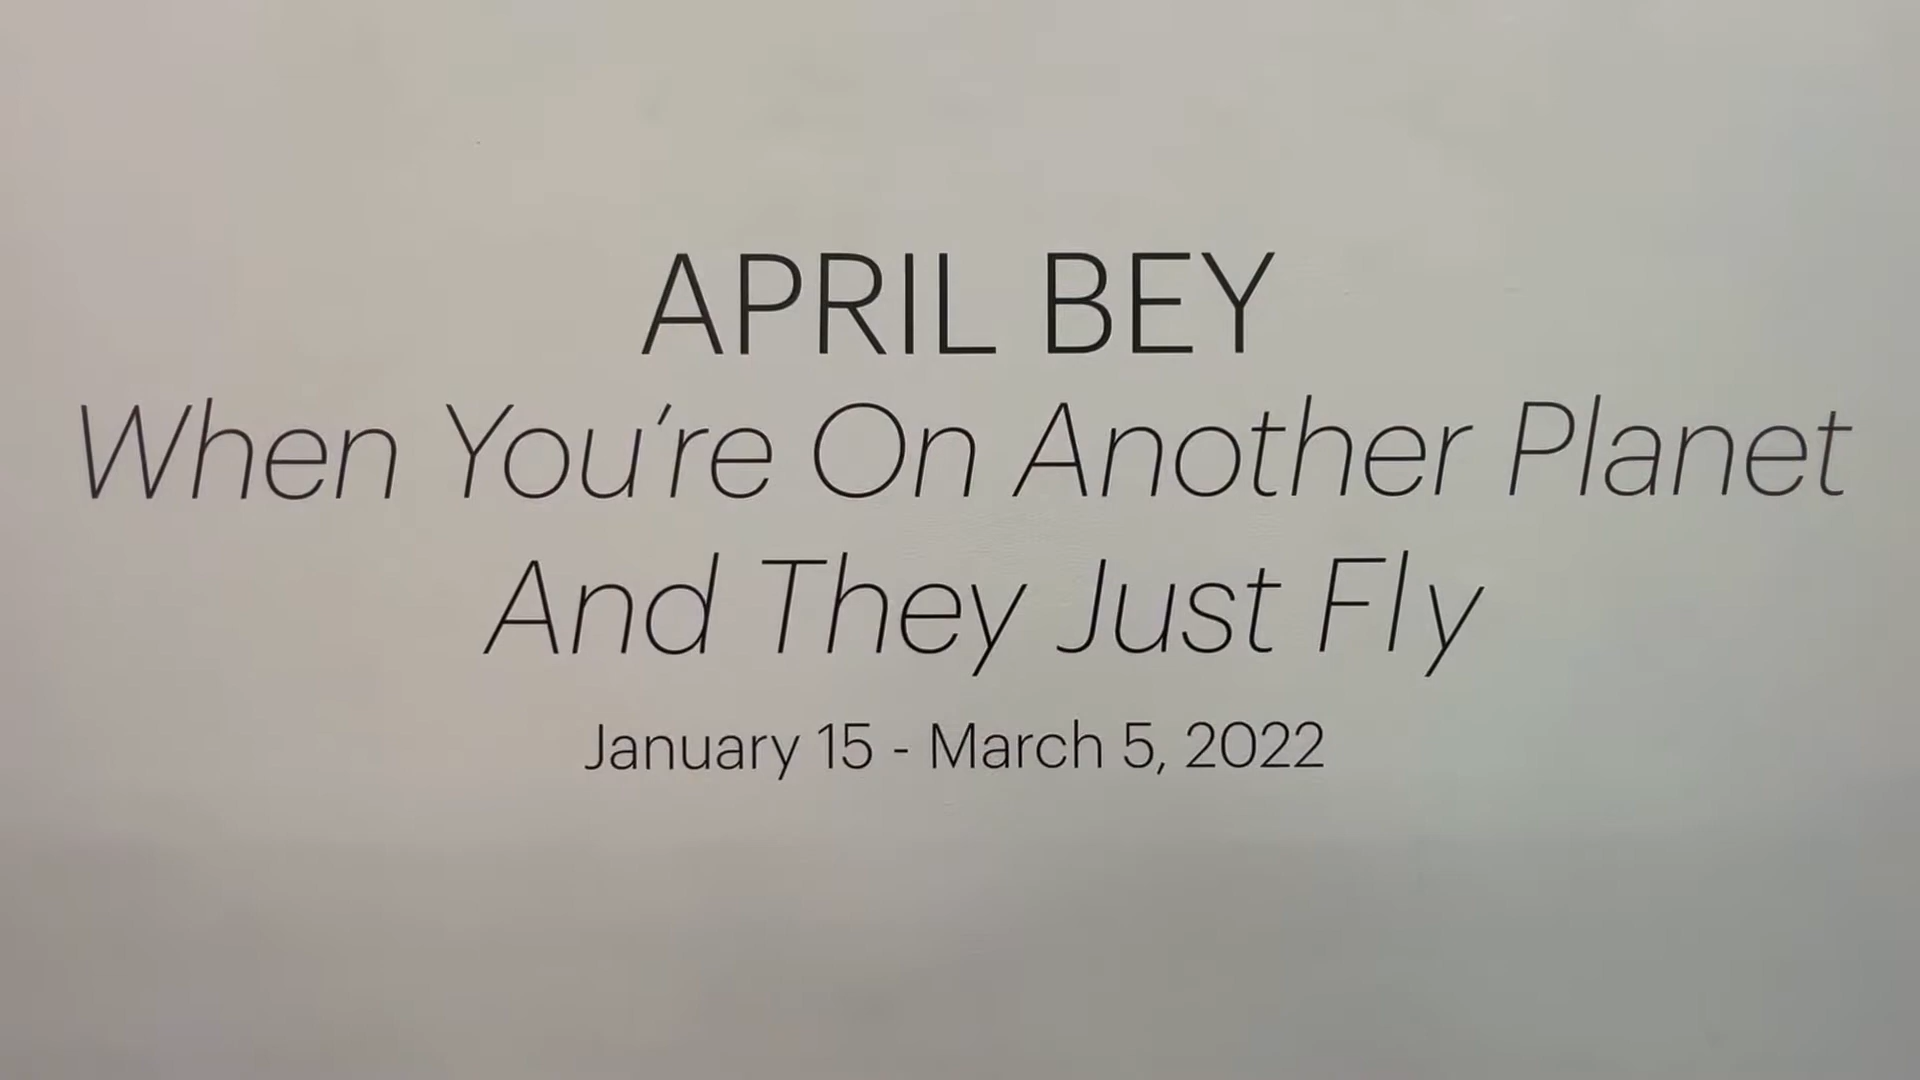 APRIL BEY
When You’re On Another Planet
And They Just Fly
January 15 - March 5, 2022